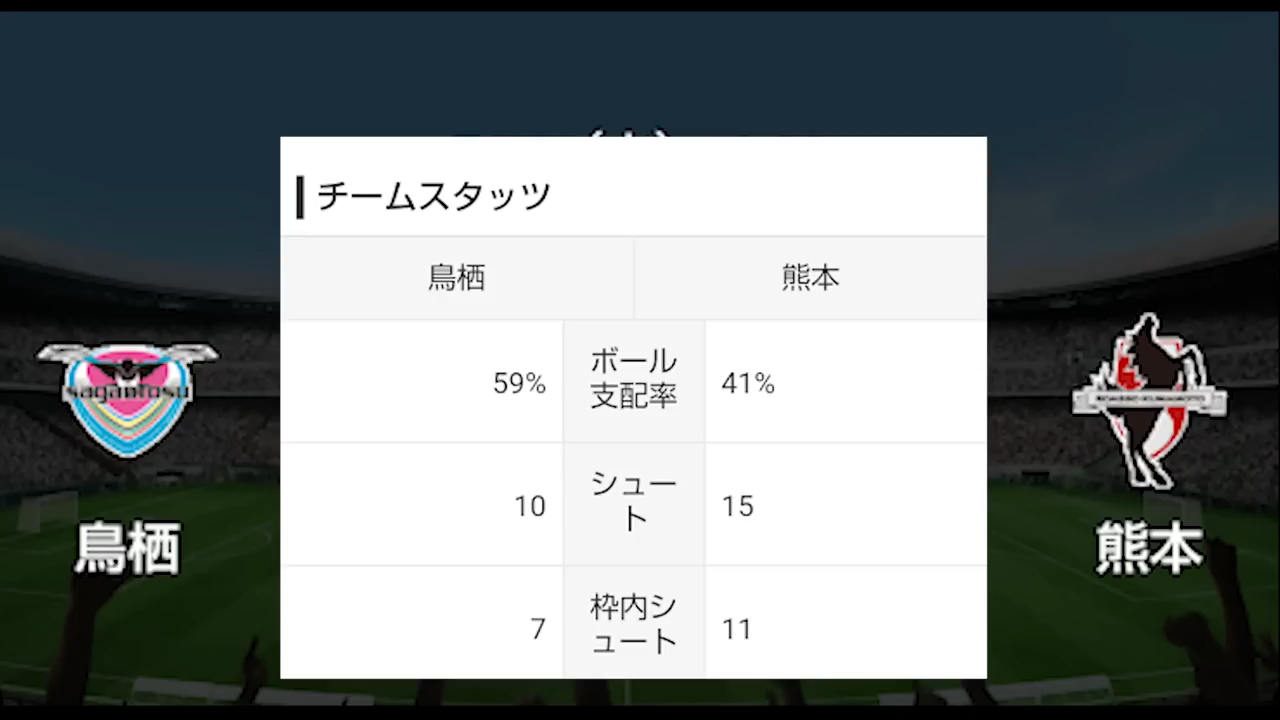 チームスタッツ
鳥栖 熊本
59% ボール 41%
支配率
10 シュー 15
ト
7 枠内シ 11
ュート
sagantosu
鳥栖
熊本